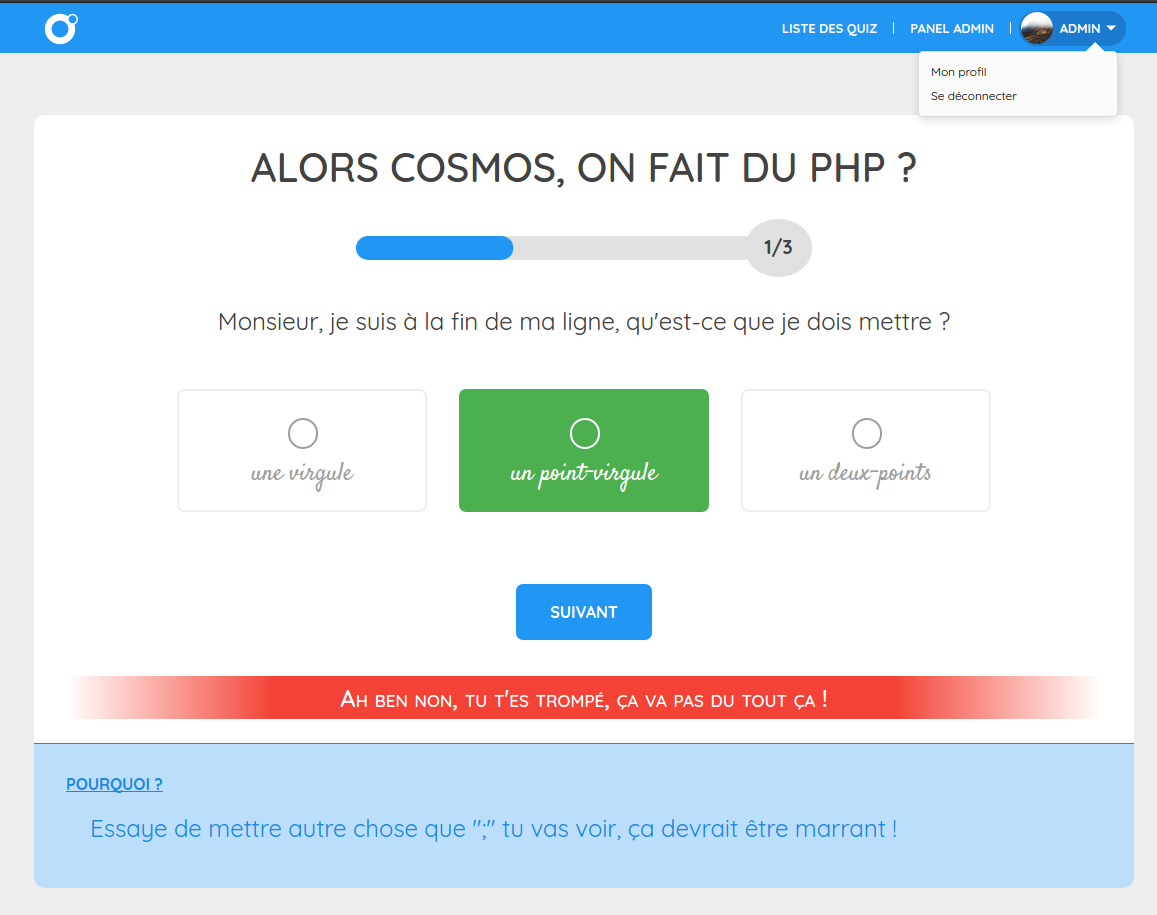 LISTE DES QUIZ | PANEL ADMIN | ADMIN
Mon profil
Se déconnecter
ALORS COSMOS, ON FAIT DU PHP ?
1/3
Monsieur, je suis à la fin de ma ligne, qu'est-ce que je dois mettre ?
une virgule un point-virgule un deux-points
SUIVANT
Ah ben non, tu t'es trompé, ça va pas du tout ça !
POURQUOI ?
Essaye de mettre autre chose que ";" tu vas voir, ça devrait être marrant !